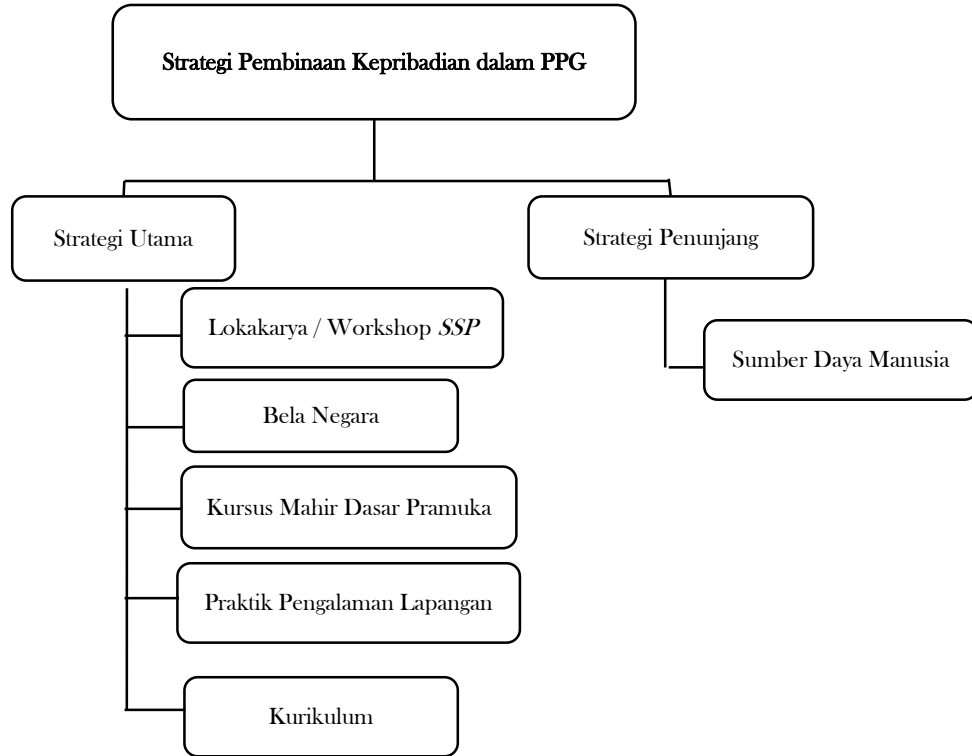 Strategi Pembinaan Kepribadian dalam PPG
Strategi Utama
Strategi Penunjang
Lokakarya / Workshop SSP
Sumber Daya Manusia
Bela Negara
Kursus Mahir Dasar Pramuka
Praktik Pengalaman Lapangan
Kurikulum